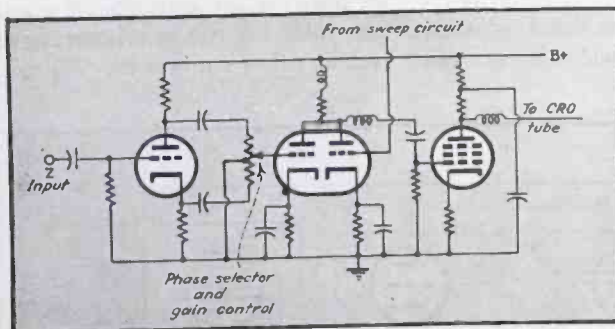 From sweep circuit
B+
To CRO
tube
Z
Input
Phase selector
and
gain control